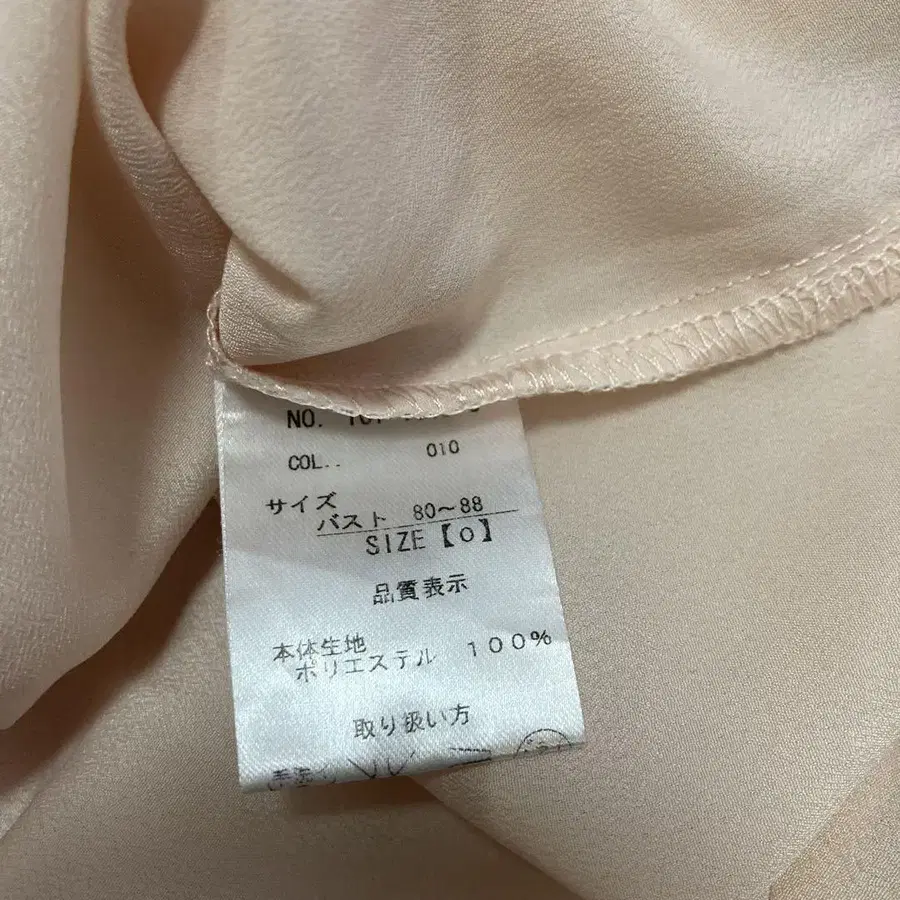 NO.
COL.. 010
サイズ
バスト 80〜88
SIZE【0】
品質表示
本体生地 100%
ポリエステル
取り扱い方